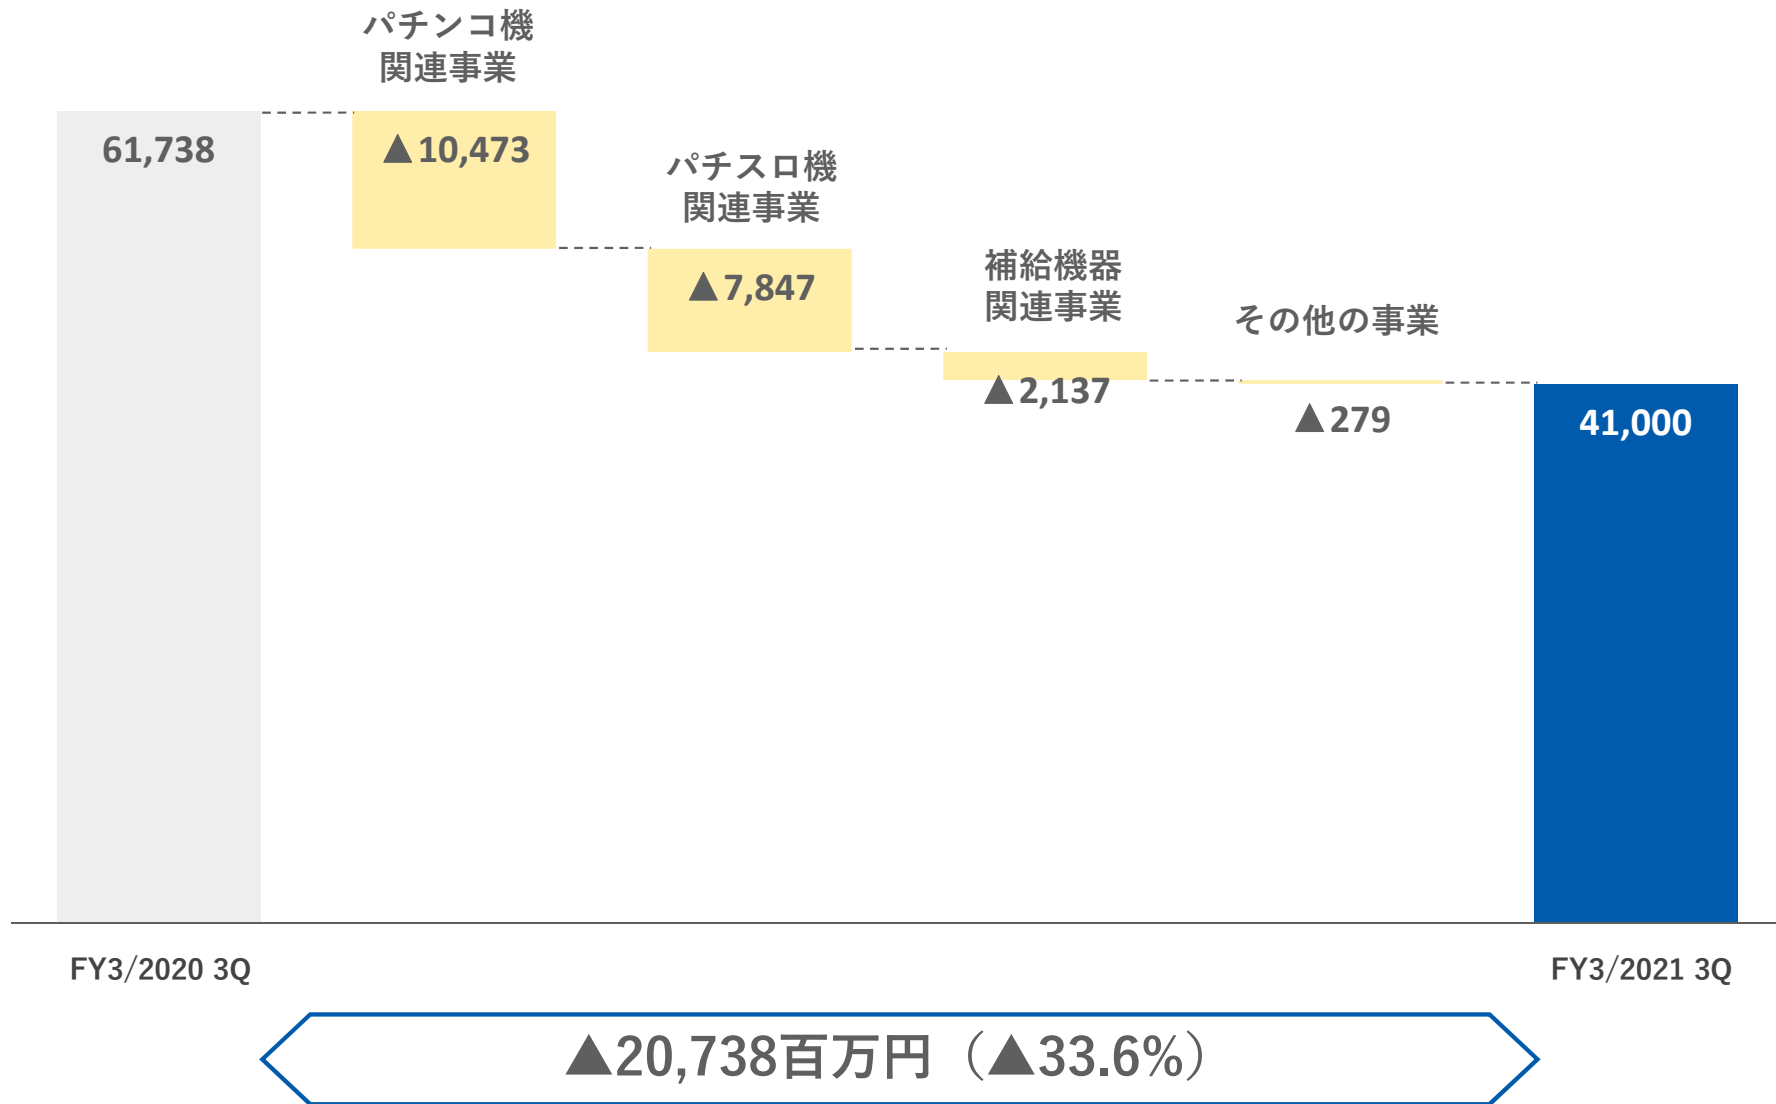 パチンコ機
関連事業
61,738
▲10,473
パチスロ機
関連事業
▲7,847
補給機器
関連事業
▲2,137
その他の事業
▲279
41,000
FY3/2020 3Q
FY3/2021 3Q
▲20,738百万円（▲33.6%）